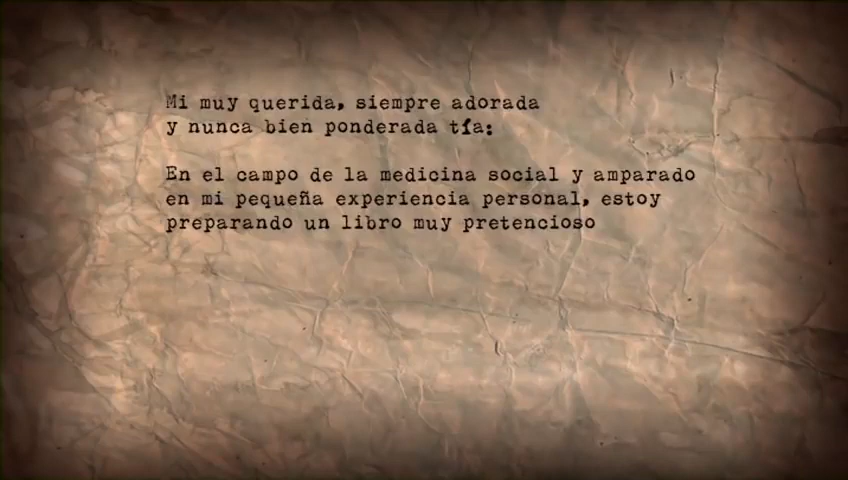 Mi muy querida, siempre adorada
y nunca bien ponderada tía:
En el campo de la medicina social y amparado
en mi pequeña experiencia personal, estoy
preparando un libro muy pretencioso